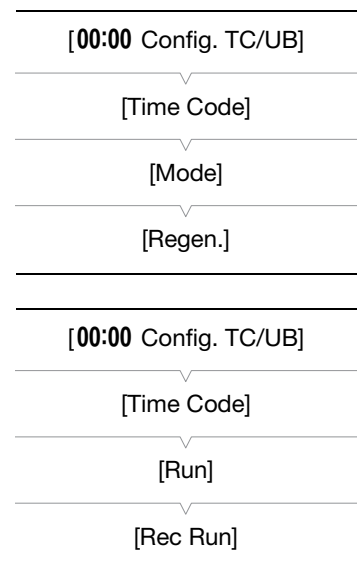 [00:00 Config. TC/UB]
[Time Code]
[Mode]
[Regen.]
[00:00 Config. TC/UB]
[Time Code]
[Run]
[Rec Run]